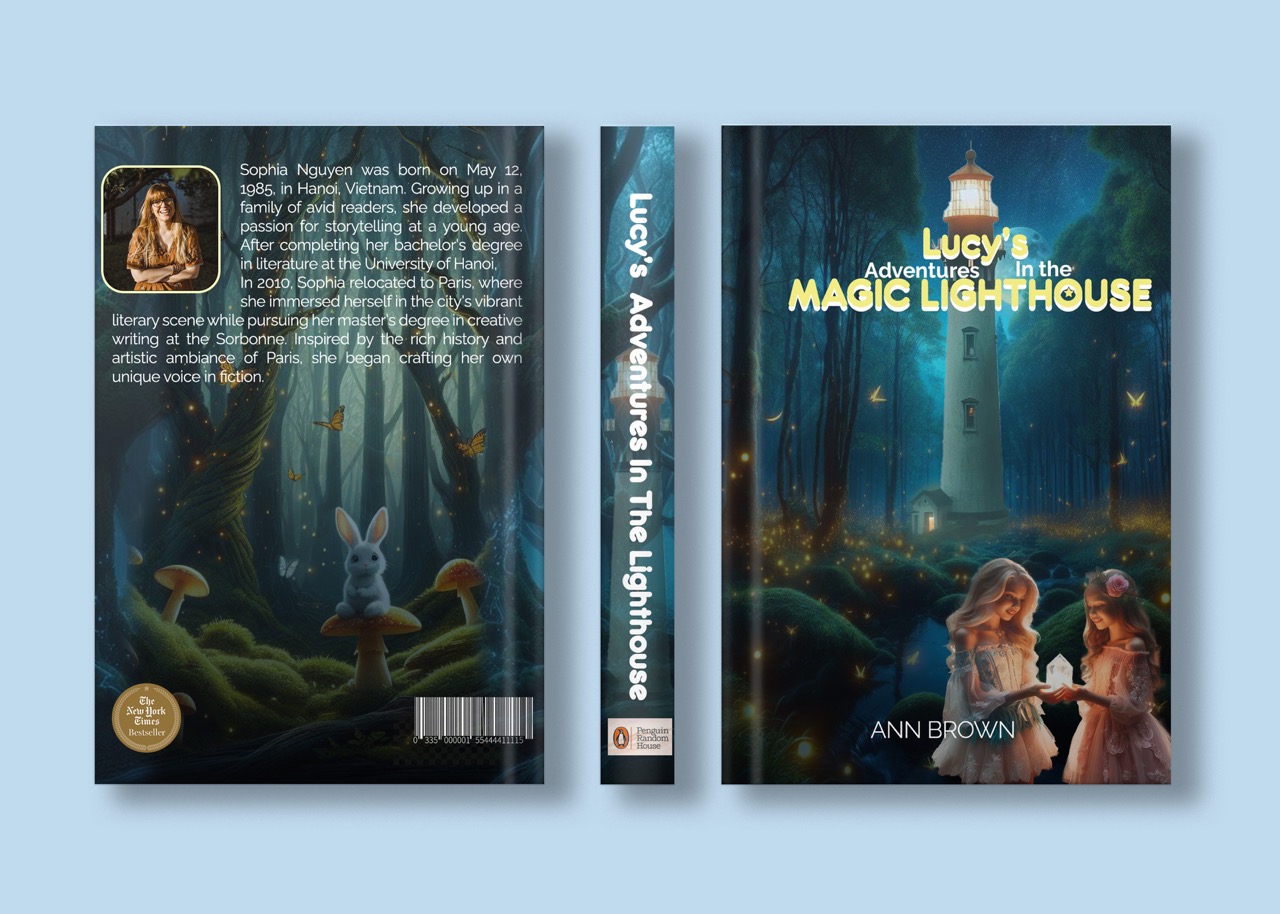 Sophia Nguyen was born on May 12,
1985, in Hanoi, Vietnam. Growing up in a
family of avid readers, she developed a
passion for storytelling at a young age.
After completing her bachelor's degree
in literature at the University of Hanoi,
In 2010, Sophia relocated to Paris, where
she immersed herself in the city's vibrant
literary scene while pursuing her master's degree in creative
writing at the Sorbonne. Inspired by the rich history and
artistic ambiance of Paris, she began crafting her own
unique voice in fiction.
The
New York
Times
Bestseller
0 335 000001 55444411115
Lucy's Adventures In The Lighthouse
Penguin
Random
House
Lucy's
Adventures In the
MAGIC LIGHTHOUSE
ANN BROWN